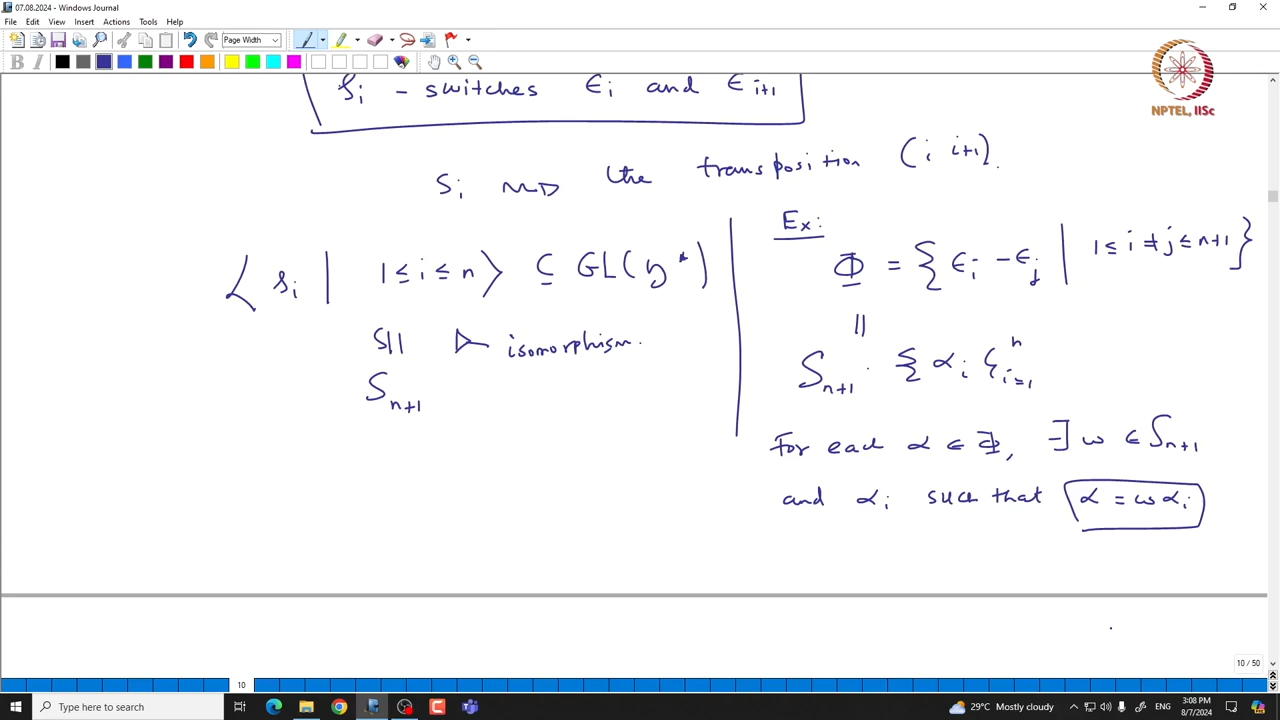 07.08.2024 - Windows Journal
File Edit View Insert Actions Tools Help
Page Width
B I
NPTEL, IISc
s_i - switches ϵ_i and ϵ_{i+1}
s_i ⇝ the transposition (i i+1).
⟨ s_i | 1 ≤ i ≤ n ⟩ ⊆ GL(𝔥*)
S|| ▷ isomorphism.
S_{n+1}
Ex:
Φ = { ϵ_i - ϵ_j | 1 ≤ i ≠ j ≤ n+1 }
||
S_{n+1} · { α_i }_{i=1}^n
For each α ∈ Φ, ∃ w ∈ S_{n+1}
and α_i such that α = w α_i
10 / 50
10
Type here to search
29°C Mostly cloudy
ENG
3:08 PM
8/7/2024